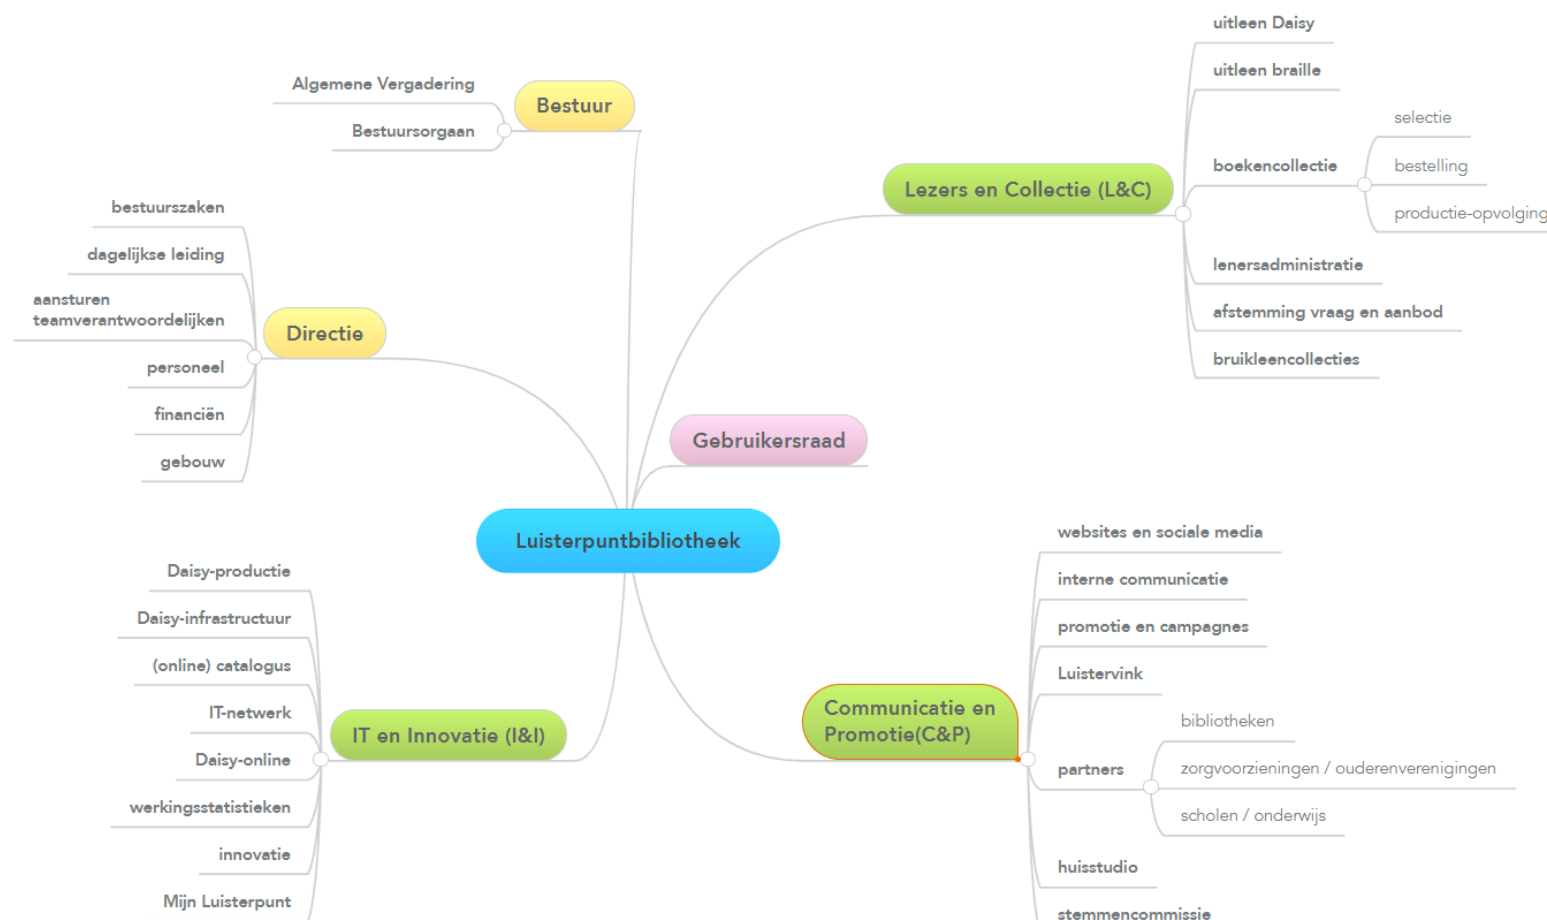 Luisterpuntbibliotheek
Bestuur
Algemene Vergadering
Bestuursorgaan
Directie
bestuurszaken
dagelijkse leiding
aansturen
teamverantwoordelijken
personeel
financiën
gebouw
IT en Innovatie (I&I)
Daisy-productie
Daisy-infrastructuur
(online) catalogus
IT-netwerk
Daisy-online
werkingsstatistieken
innovatie
Mijn Luisterpunt
Lezers en Collectie (L&C)
uitleen Daisy
uitleen braille
boekencollectie
selectie
bestelling
productie-opvolging
lenersadministratie
afstemming vraag en aanbod
bruikleencollecties
Gebruikersraad
Communicatie en
Promotie(C&P)
websites en sociale media
interne communicatie
promotie en campagnes
Luistervink
partners
bibliotheken
zorgvoorzieningen / ouderenverenigingen
scholen / onderwijs
huisstudio
stemmencommissie